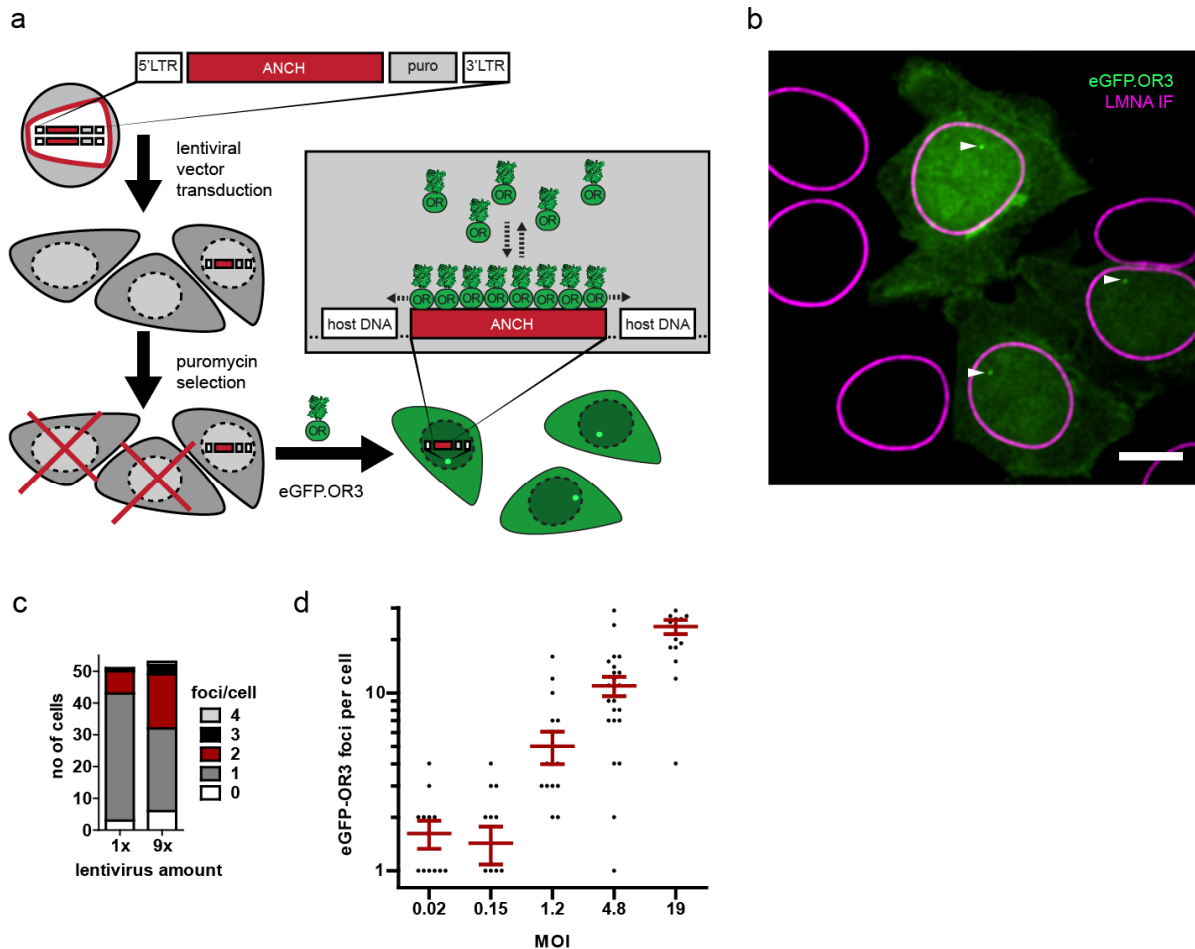 a
5'LTR ANCH puro 3'LTR
lentiviral
vector
transduction
puromycin
selection
OR OR OR OR OR
OR OR OR OR OR OR OR OR
host DNA ANCH host DNA
OR
eGFP.OR3
b
eGFP.OR3
LMNA IF
c
no of cells
50
40
30
20
10
0
1x 9x
lentivirus amount
foci/cell
4
3
2
1
0
d
eGFP-OR3 foci per cell
10
1
0.02 0.15 1.2 4.8 19
MOI